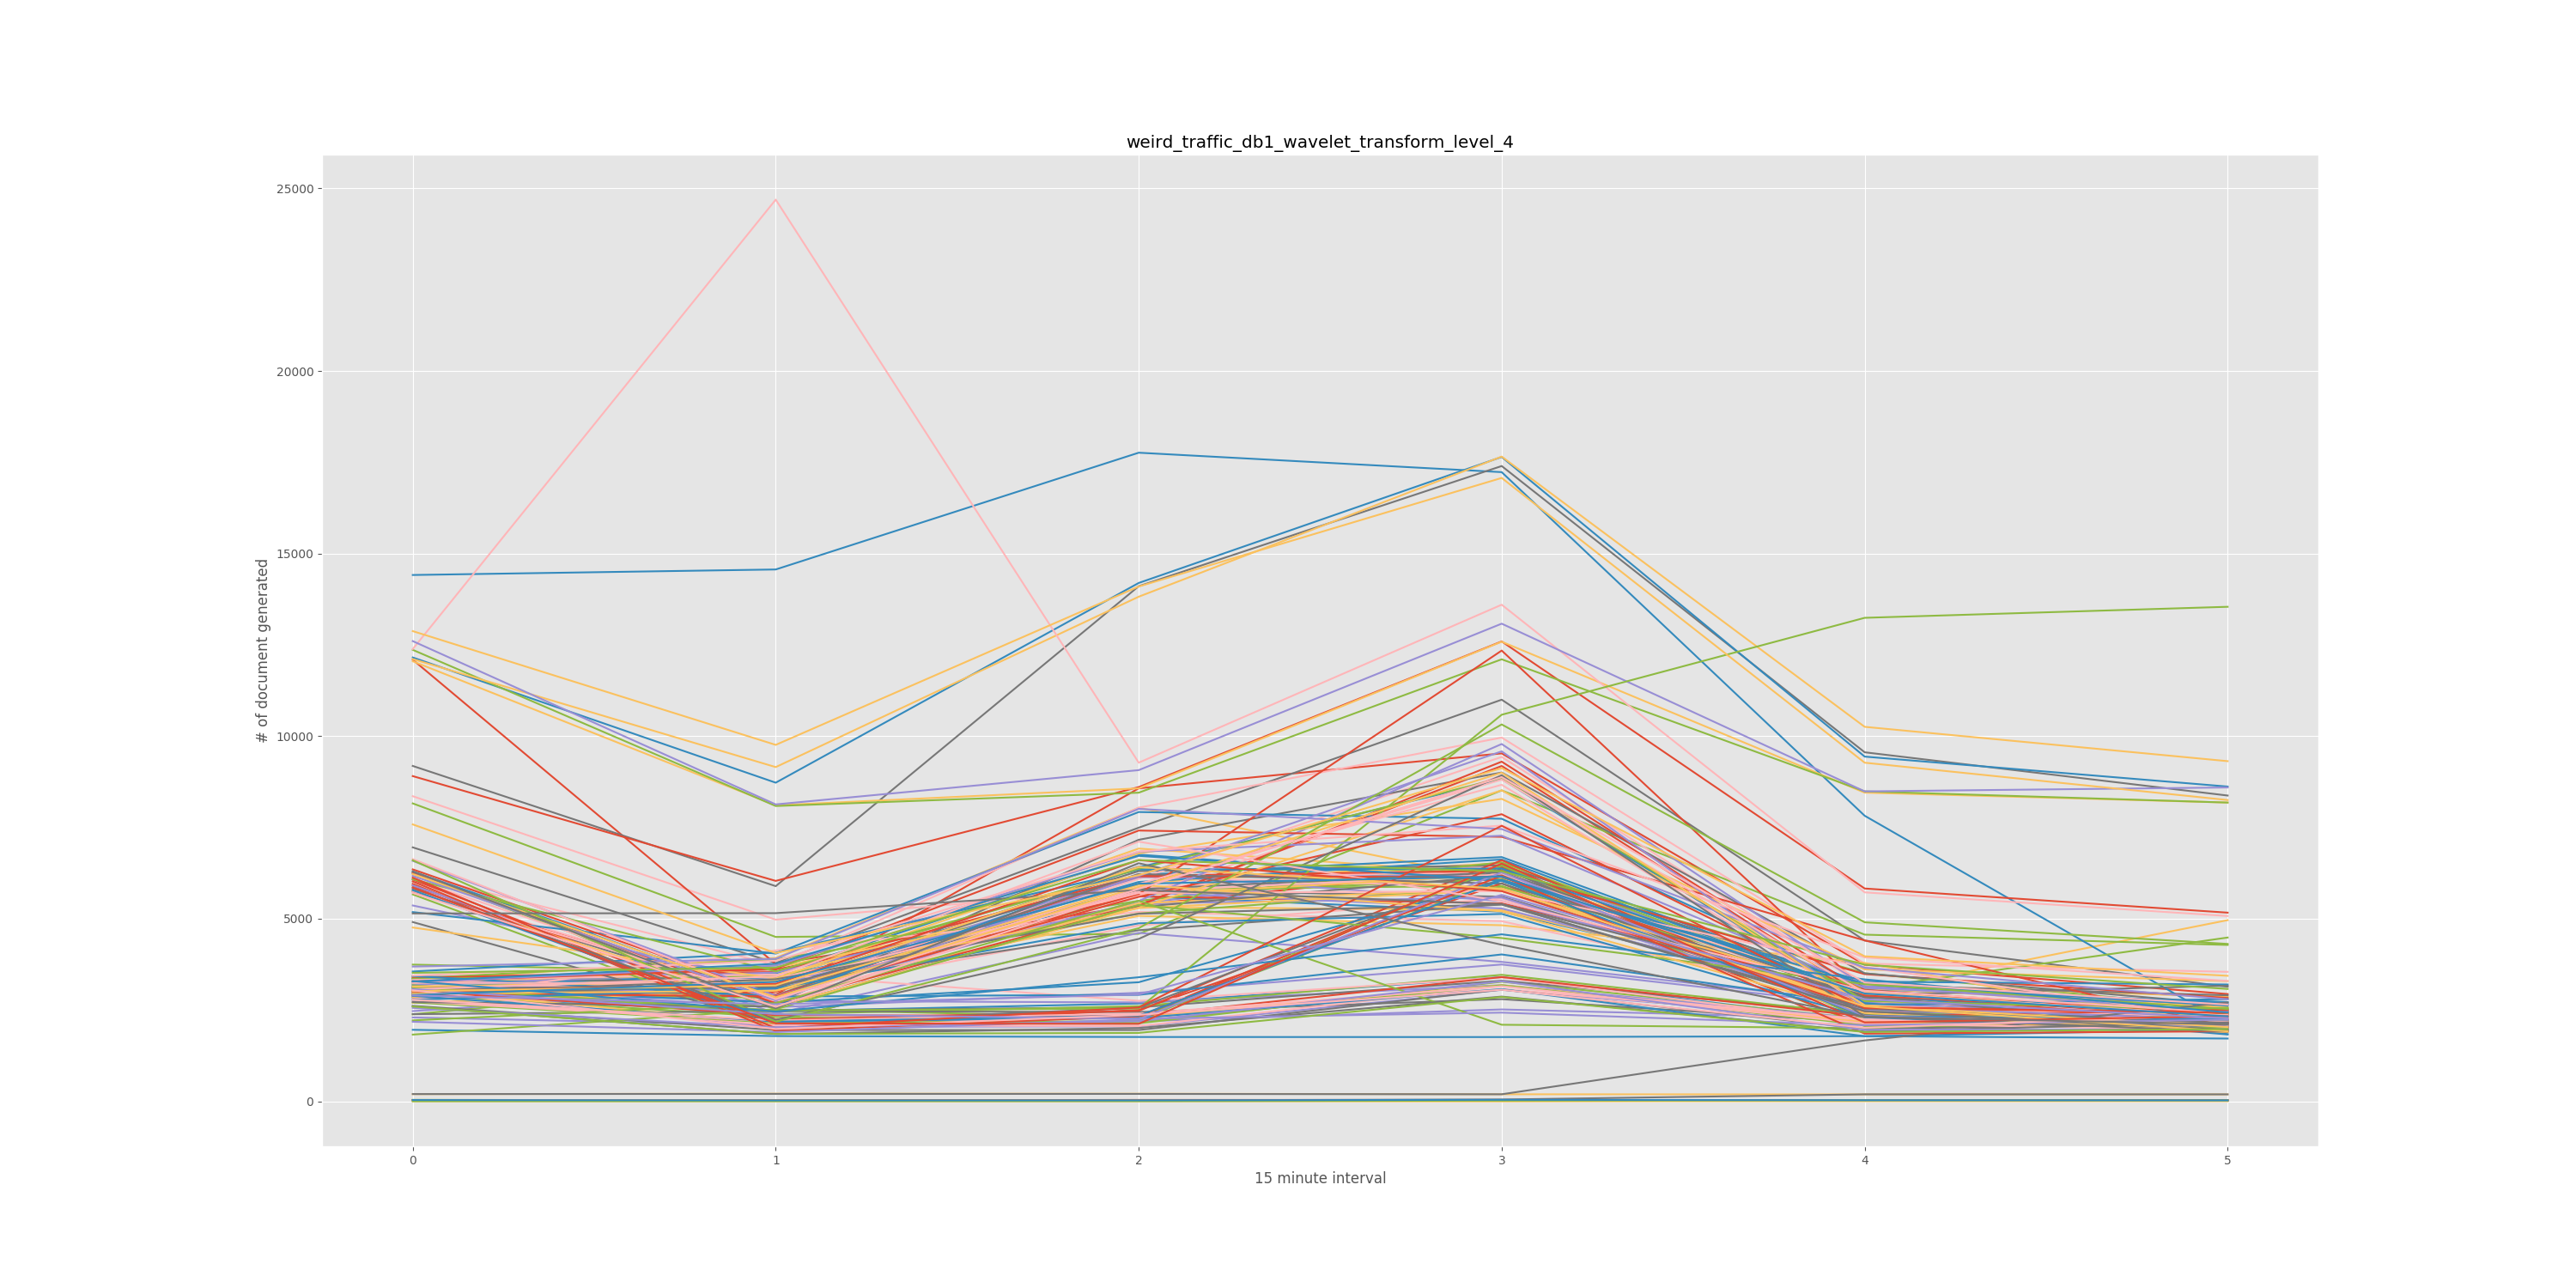 weird_traffic_db1_wavelet_transform_level_4
25000
20000
15000
10000
5000
0
# of document generated
0 1 2 3 4 5
15 minute interval